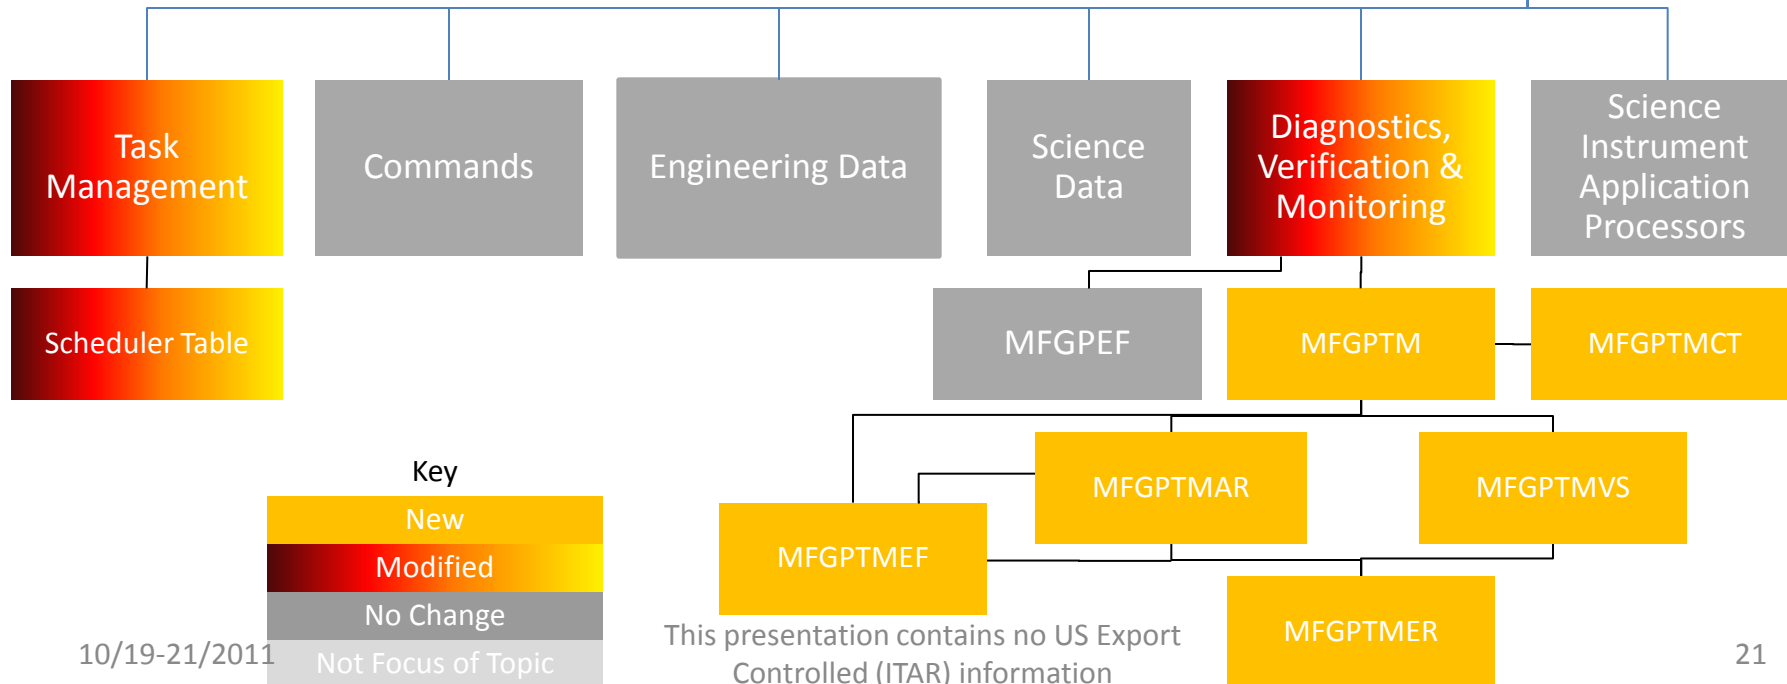 Task
Management
Commands
Engineering Data
Science
Data
Diagnostics,
Verification &
Monitoring
Science
Instrument
Application
Processors
Scheduler Table
MFGPEF
MFGPTM
MFGPTMCT
MFGPTMAR
MFGPTMVS
MFGPTMEF
MFGPTMER
Key
New
Modified
No Change
Not Focus of Topic
10/19-21/2011
This presentation contains no US Export
Controlled (ITAR) information
21